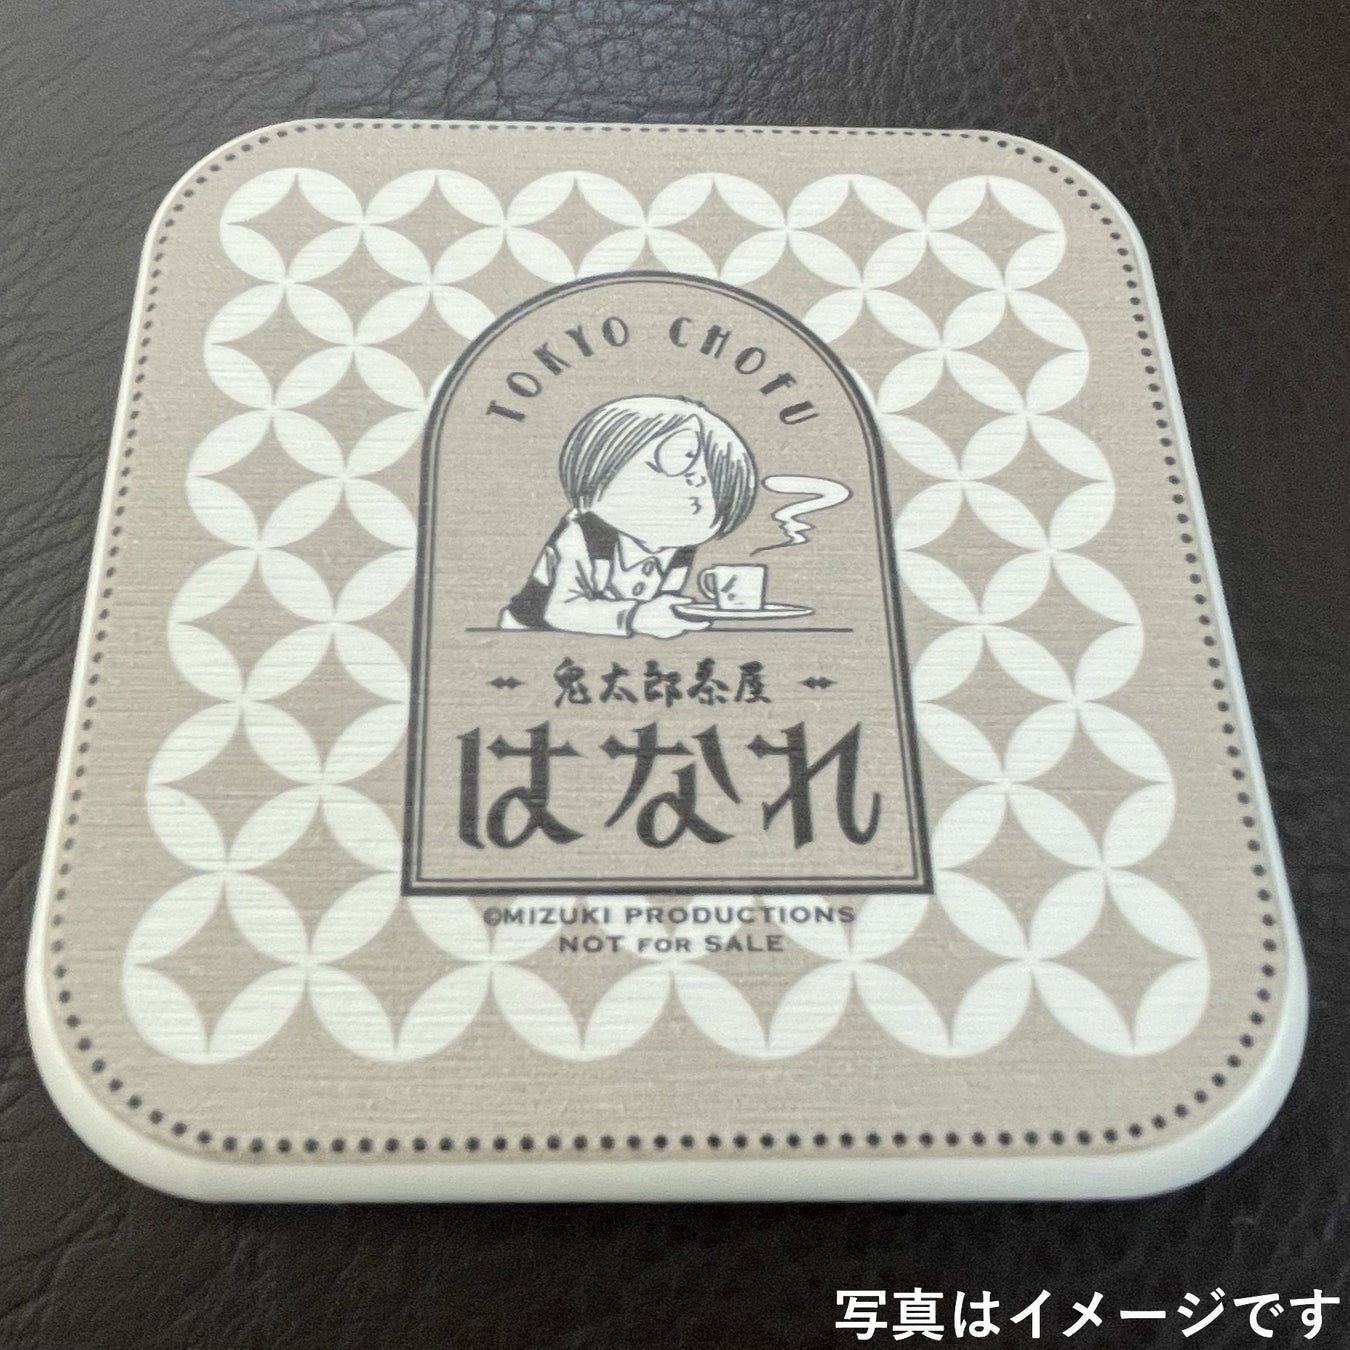 TOKYO CHOFU
鬼太郎茶屋
はなれ
©MIZUKI PRODUCTIONS
NOT FOR SALE
写真はイメージです